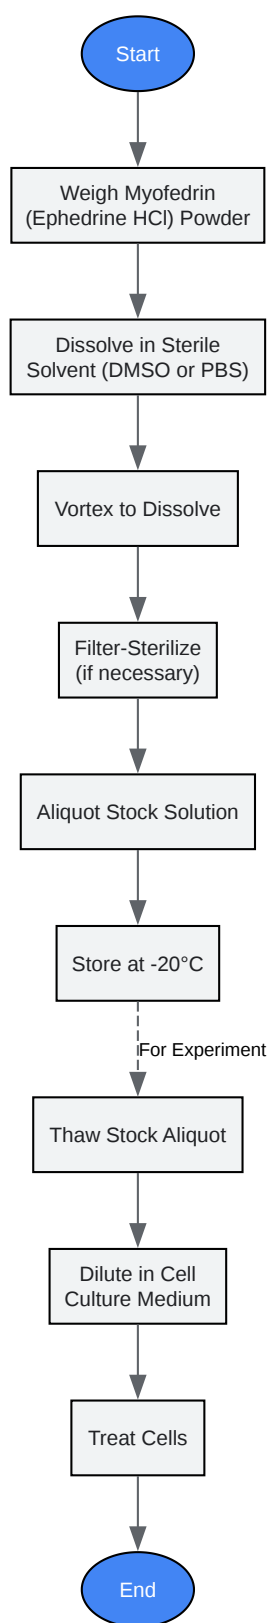 Start
Weigh Myofedrin
(Ephedrine HCl) Powder
Dissolve in Sterile
Solvent (DMSO or PBS)
Vortex to Dissolve
Filter-Sterilize
(if necessary)
Aliquot Stock Solution
Store at -20°C
For Experiment
Thaw Stock Aliquot
Dilute in Cell
Culture Medium
Treat Cells
End